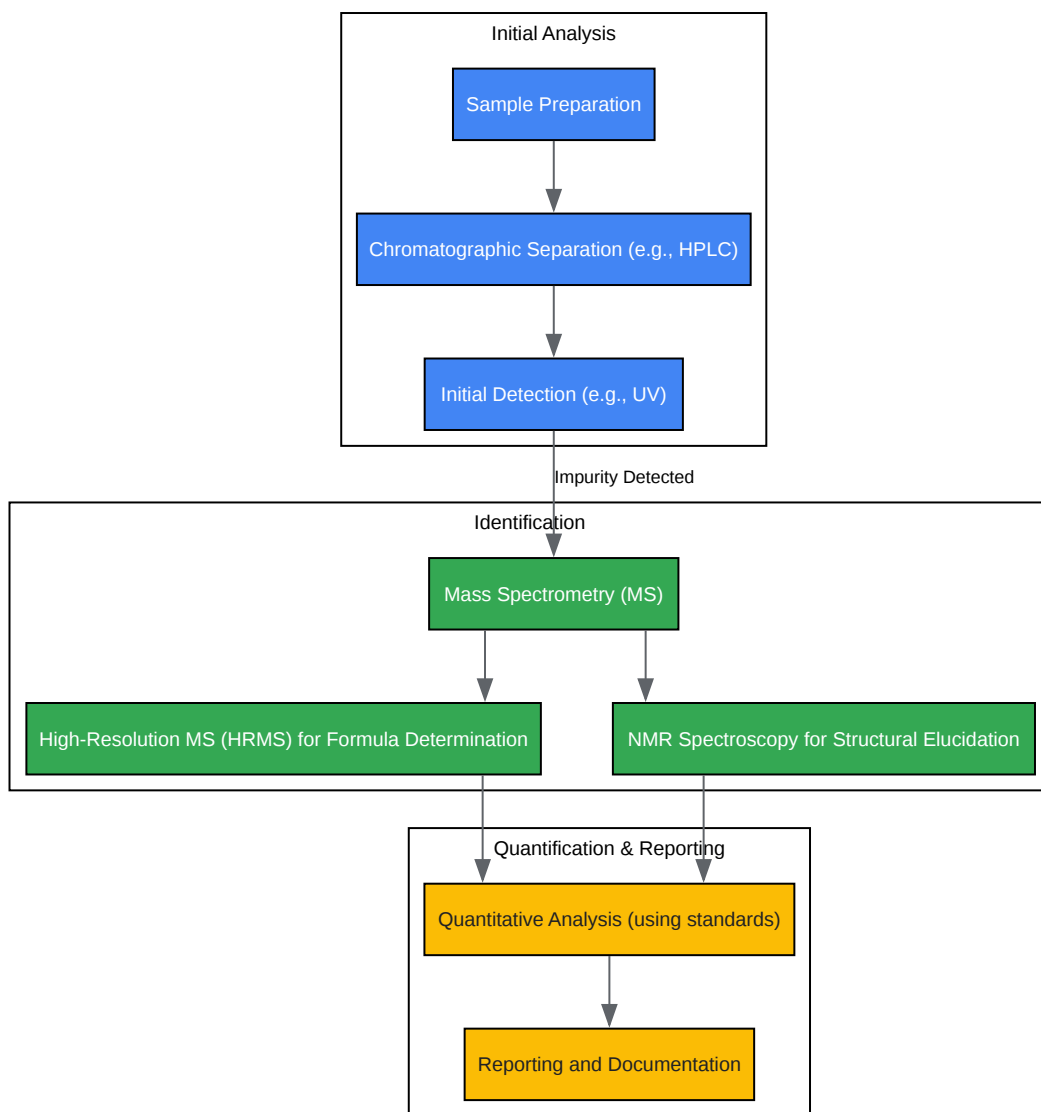 Initial Analysis
Sample Preparation
Chromatographic Separation (e.g., HPLC)
Initial Detection (e.g., UV)
Impurity Detected
Identification
Mass Spectrometry (MS)
High-Resolution MS (HRMS) for Formula Determination
NMR Spectroscopy for Structural Elucidation
Quantification & Reporting
Quantitative Analysis (using standards)
Reporting and Documentation